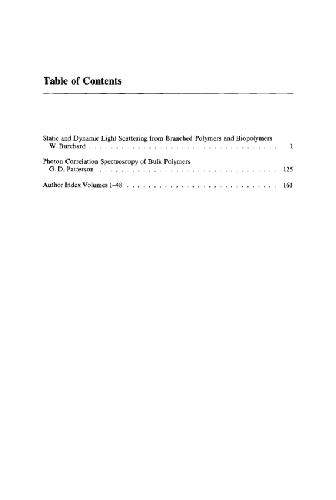 Table of Contents
Static and Dynamic Light Scattering from Branched Polymers and Biopolymers
W. Burchard . . . . . . . . . . . . . . . . . . . . . . . . . . . . . . . . . . . 1
Photon Correlation Spectroscopy of Bulk Polymers
G. D. Patterson . . . . . . . . . . . . . . . . . . . . . . . . . . . . . . . . . 125
Author Index Volumes 1–48 . . . . . . . . . . . . . . . . . . . . . . . . . . . . 161